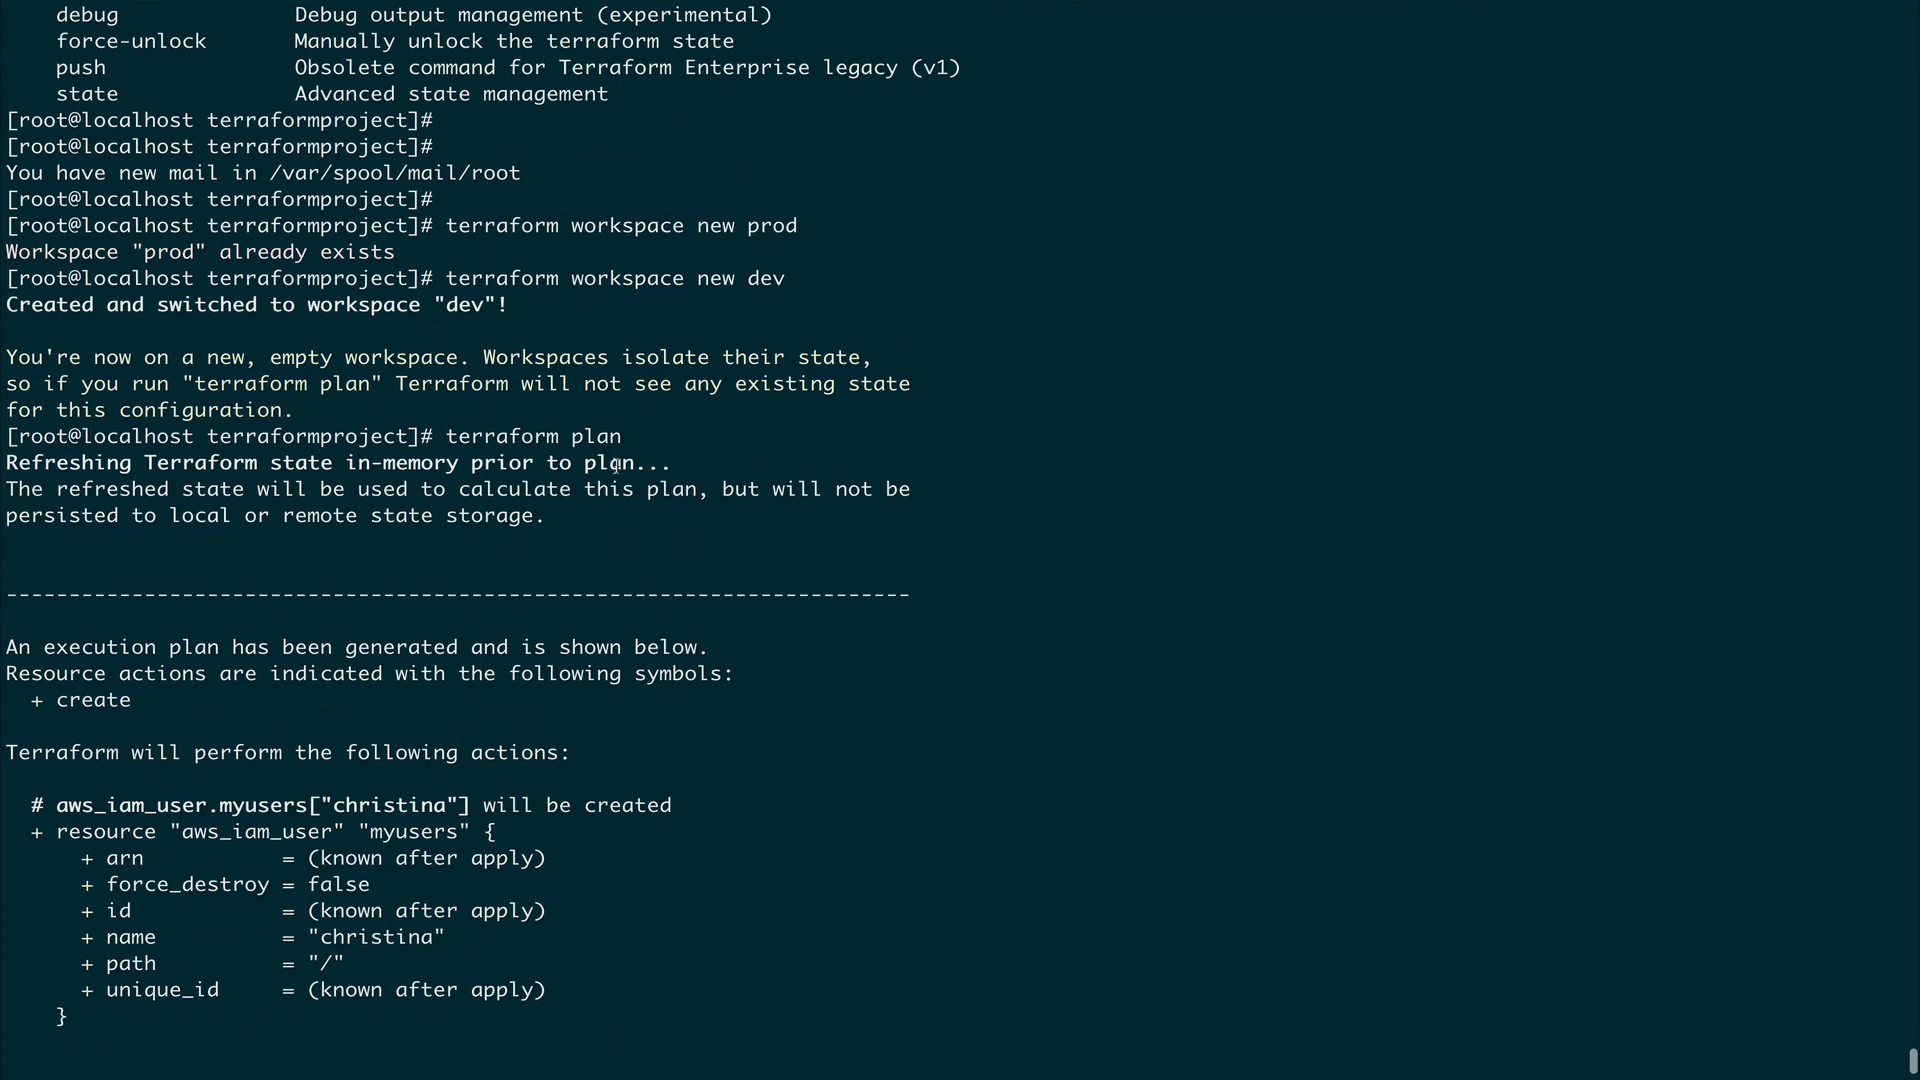 debug Debug output management (experimental)
force-unlock Manually unlock the terraform state
push Obsolete command for Terraform Enterprise legacy (v1)
state Advanced state management
[root@localhost terraformproject]#
[root@localhost terraformproject]#
You have new mail in /var/spool/mail/root
[root@localhost terraformproject]#
[root@localhost terraformproject]# terraform workspace new prod
Workspace "prod" already exists
[root@localhost terraformproject]# terraform workspace new dev
Created and switched to workspace "dev"!
You're now on a new, empty workspace. Workspaces isolate their state,
so if you run "terraform plan" Terraform will not see any existing state
for this configuration.
[root@localhost terraformproject]# terraform plan
Refreshing Terraform state in-memory prior to plan...
The refreshed state will be used to calculate this plan, but will not be
persisted to local or remote state storage.
------------------------------------------------------------------------
An execution plan has been generated and is shown below.
Resource actions are indicated with the following symbols:
+ create
Terraform will perform the following actions:
# aws_iam_user.myusers["christina"] will be created
+ resource "aws_iam_user" "myusers" {
+ arn = (known after apply)
+ force_destroy = false
+ id = (known after apply)
+ name = "christina"
+ path = "/"
+ unique_id = (known after apply)
}